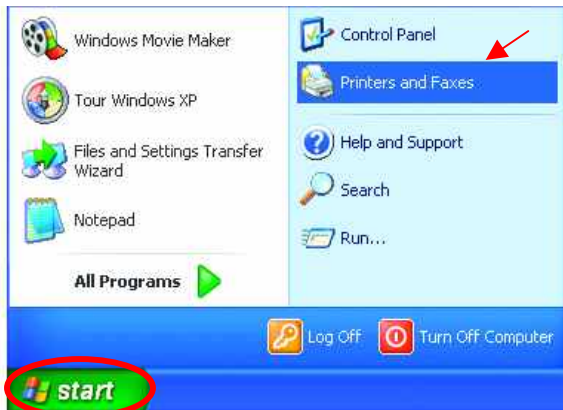 Windows Movie Maker
Tour Windows XP
Files and Settings Transfer
Wizard
Notepad
All Programs
Control Panel
Printers and Faxes
Help and Support
Search
Run...
Log Off
Turn Off Computer
start